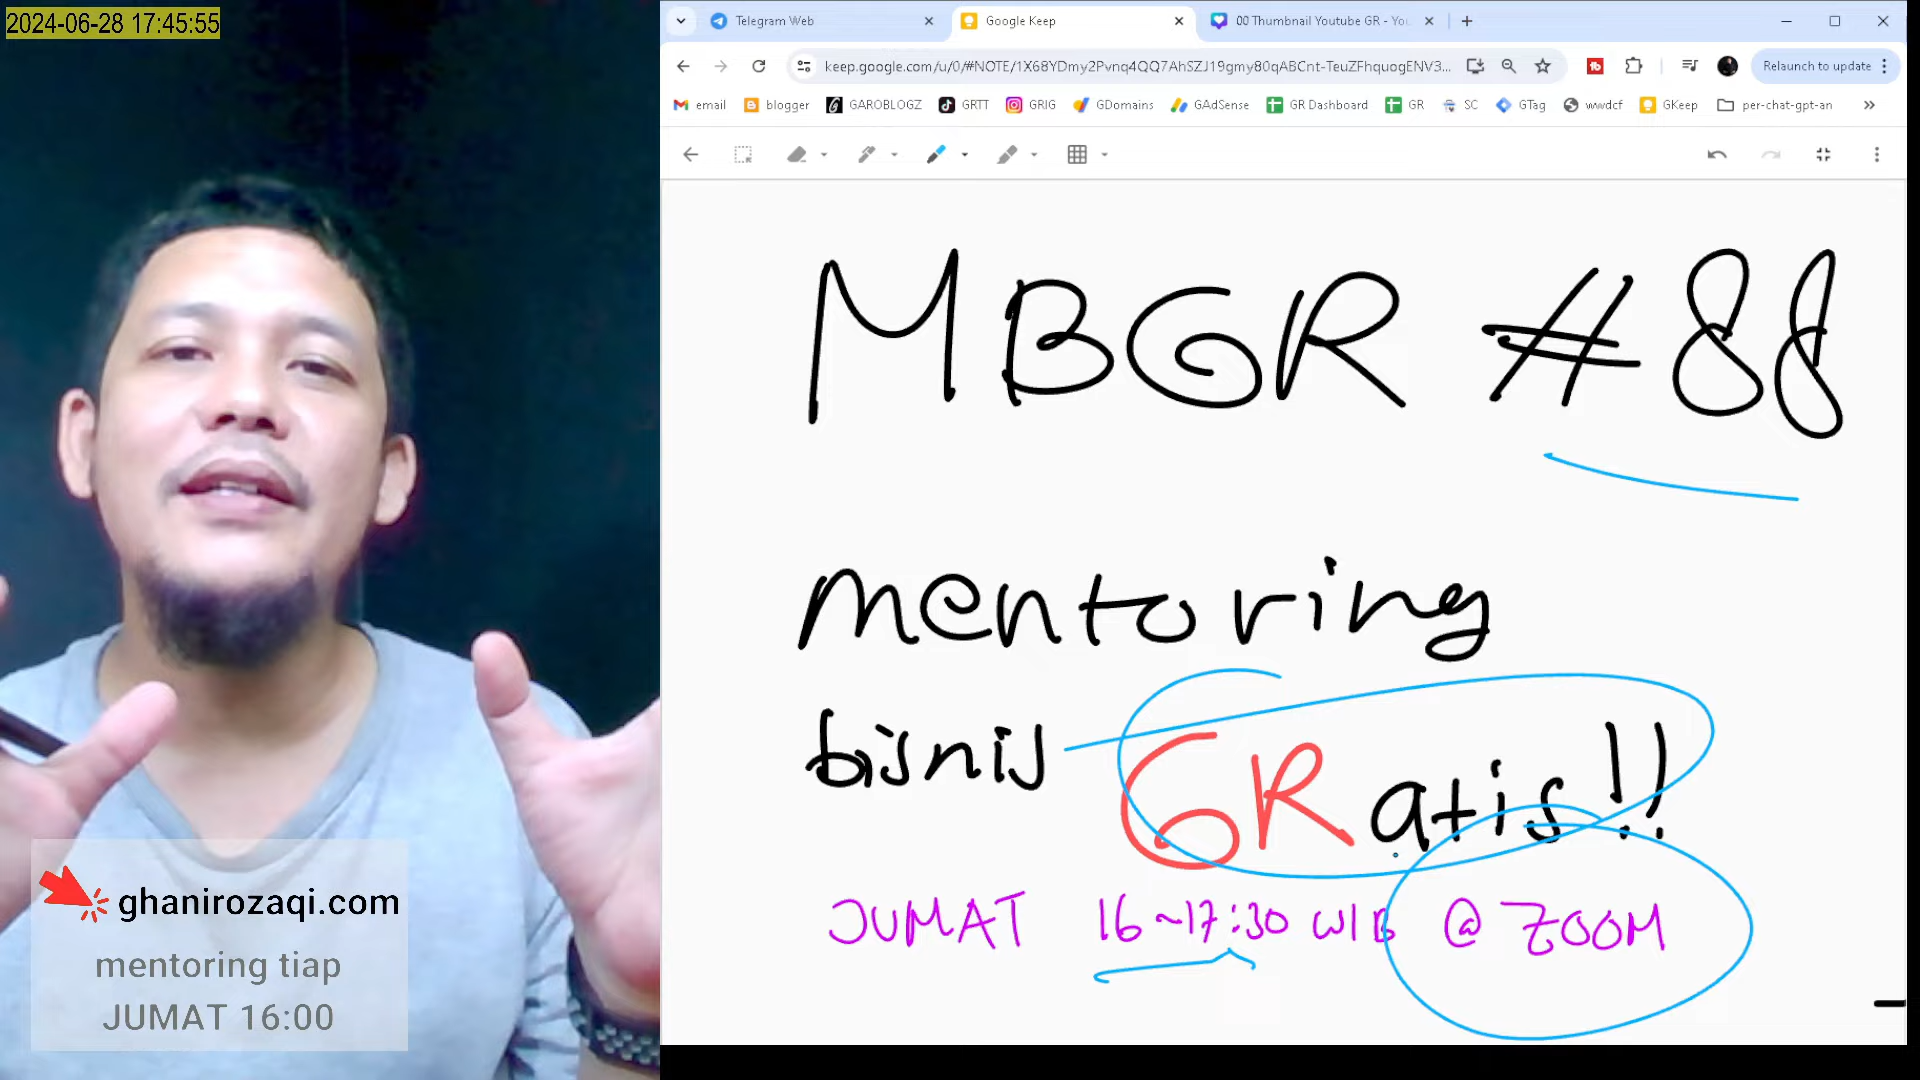 2024-06-28 17:45:55
Telegram Web
Google Keep
00 Thumbnail Youtube GR - You
keep.google.com/u/0/#NOTE/1X68YDmy2Pvnq4QQ7AhSZJ19gmy80qABCnt-TeuZFhquogENV3...
Relaunch to update
email blogger GAROBLOGZ GRTT GRIG GDomains GAdSense GR Dashboard GR SC GTag wwdcf GKeep per-chat-gpt-an
MBGR #88
mentoring
bisnis GRatis!!
JUMAT 16~17:30 WIB @ ZOOM
ghanirozaqi.com
mentoring tiap
JUMAT 16:00